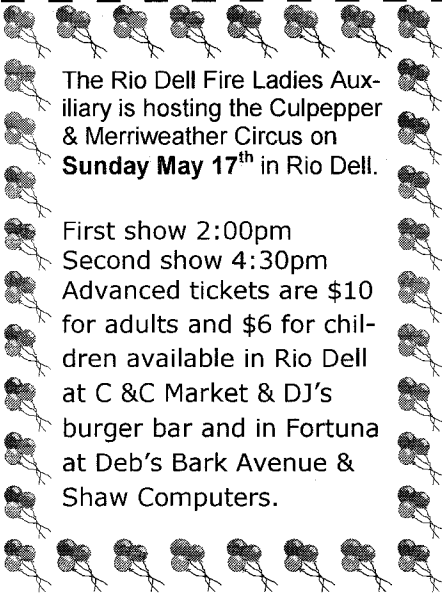 The Rio Dell Fire Ladies Aux-
iliary is hosting the Culpepper
& Merriweather Circus on
Sunday May 17th in Rio Dell.
First show 2:00pm
Second show 4:30pm
Advanced tickets are $10
for adults and $6 for chil-
dren available in Rio Dell
at C &C Market & DJ's
burger bar and in Fortuna
at Deb's Bark Avenue &
Shaw Computers.